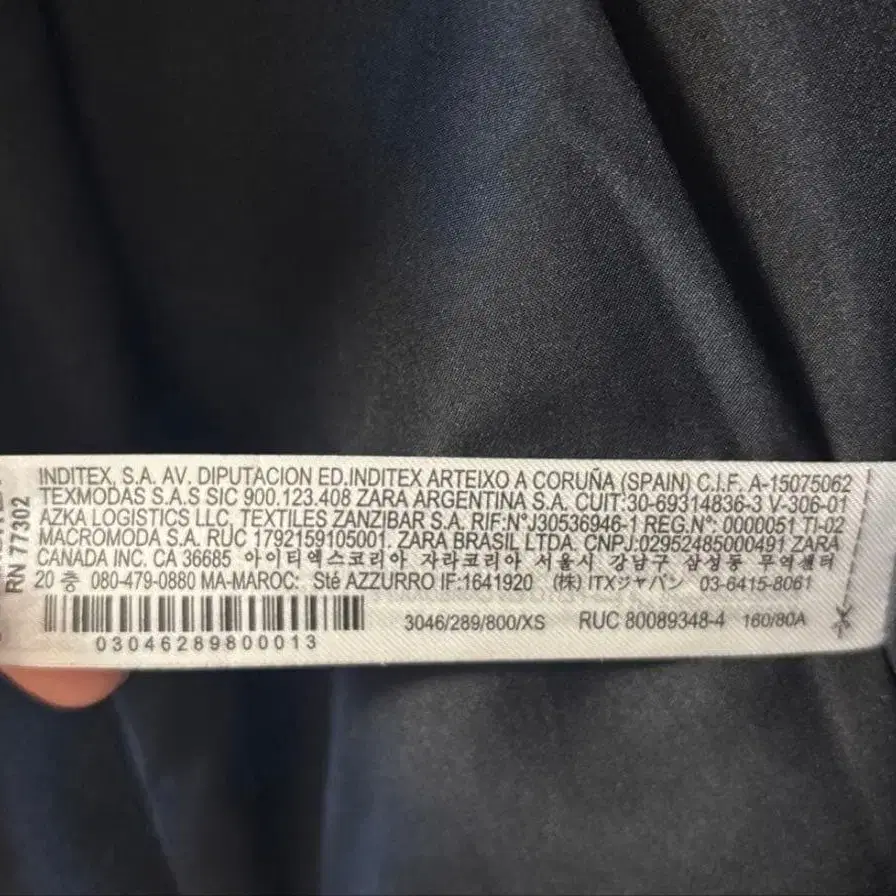 INDITEX, S.A. AV. DIPUTACION ED.INDITEX ARTEIXO A CORUÑA (SPAIN) C.I.F. A-15075062
TEXMODAS S.A.S SIC 900.123.408 ZARA ARGENTINA S.A. CUIT:30-69314836-3 V-306-01
AZKA LOGISTICS LLC, TEXTILES ZANZIBAR S.A. RIF:NºJ30536946-1 REG.Nº: 0000051 TI-02
MACROMODA S.A. RUC 1792159105001. ZARA BRASIL LTDA. CNPJ:02952485000491 ZARA
CANADA INC. CA 36685 아이티엑스코리아 자라코리아 서울시 강남구 삼성동 무역센터
20 층 080-479-0880 MA-MAROC: Sté AZZURRO IF:1641920 (株) ITXジャパン 03-6415-8061
3046/289/800/XS RUC 80089348-4 160/80A
03046289800013
RN 77302